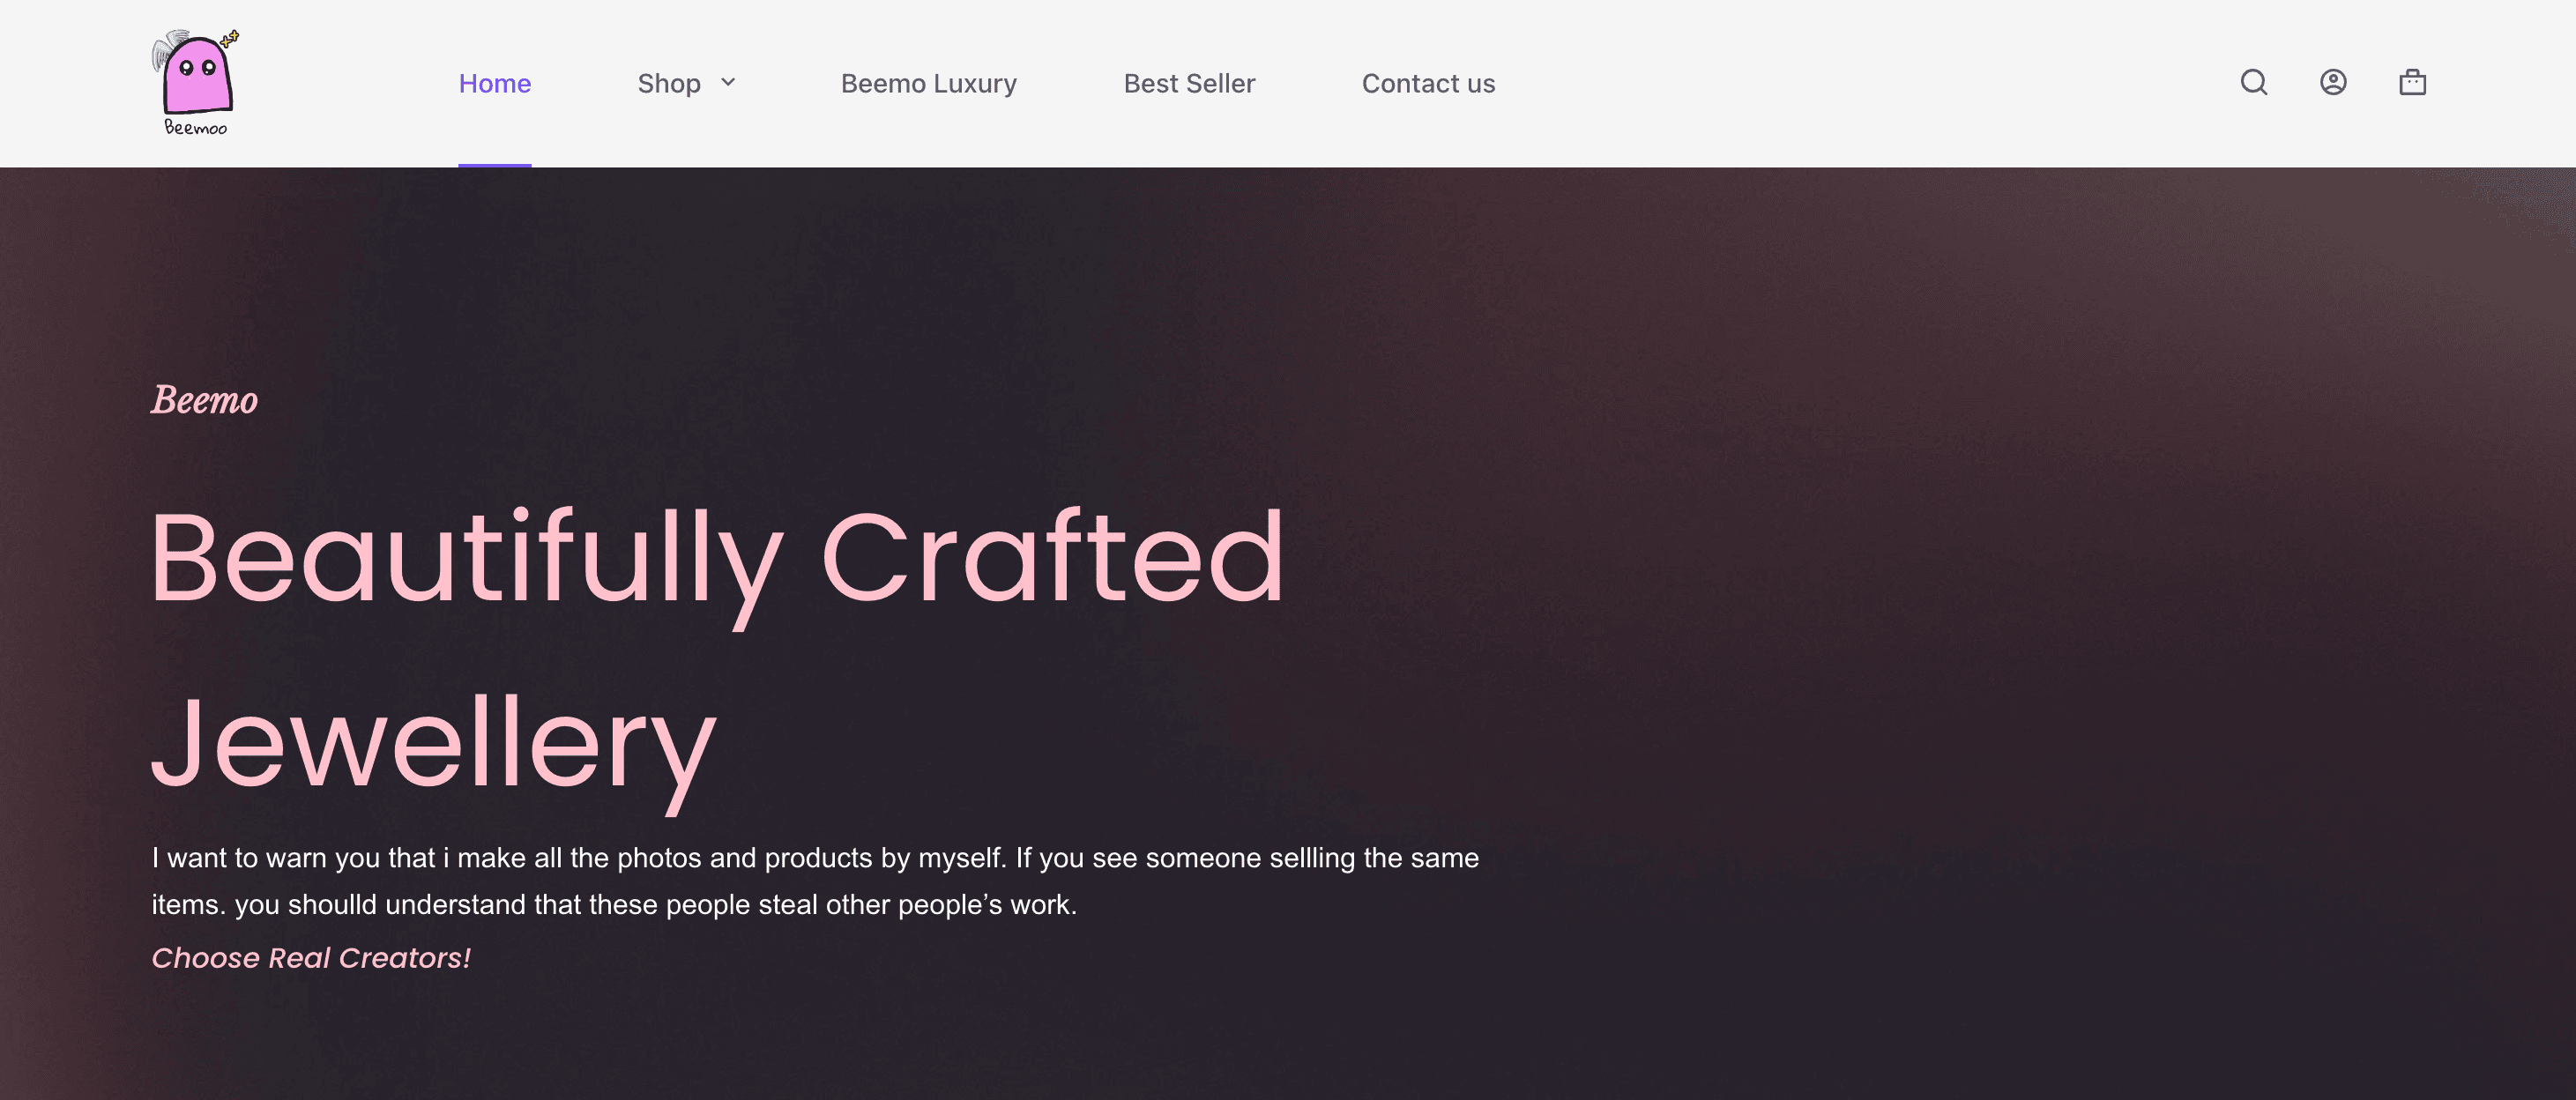 Beemoo
Home
Shop
Beemo Luxury
Best Seller
Contact us
Beemo
Beautifully Crafted
Jewellery
I want to warn you that i make all the photos and products by myself. If you see someone sellling the same
items. you shoulld understand that these people steal other people’s work.
Choose Real Creators!